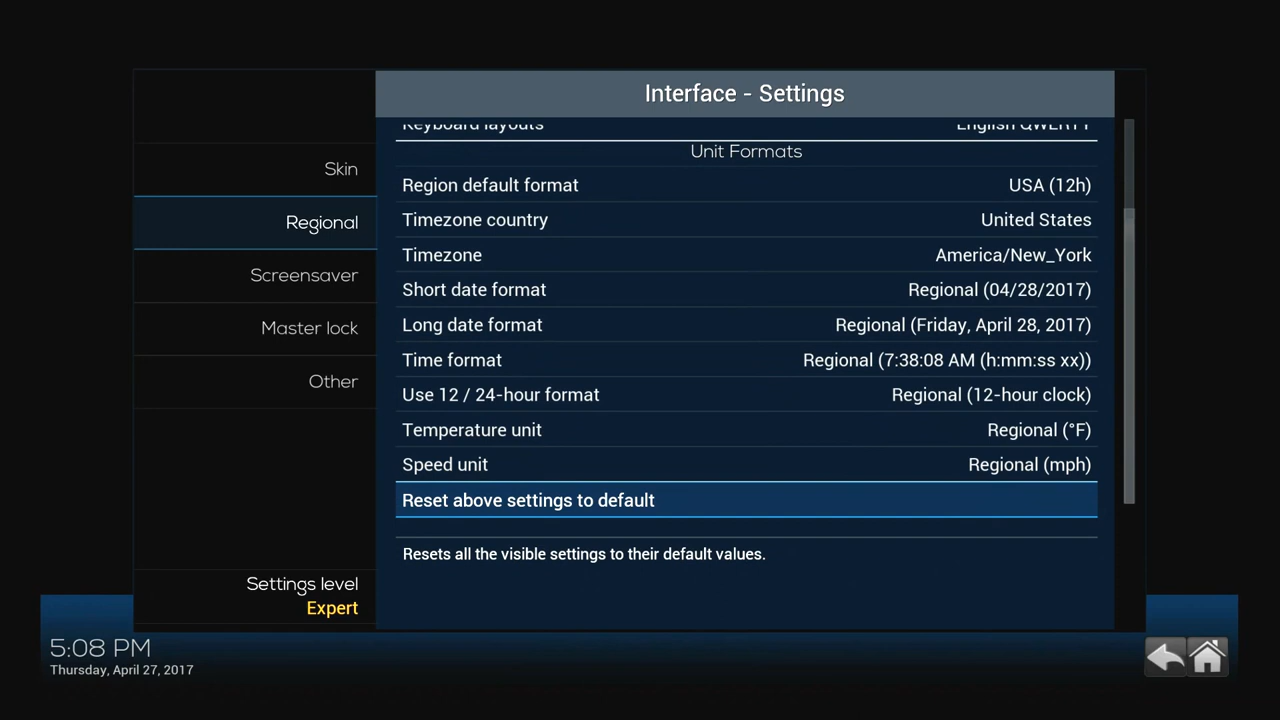 Interface - Settings
Keyboard layouts English QWERTY
Unit Formats
Skin
Region default format USA (12h)
Regional
Timezone country United States
Timezone America/New_York
Screensaver
Short date format Regional (04/28/2017)
Master lock
Long date format Regional (Friday, April 28, 2017)
Time format Regional (7:38:08 AM (h:mm:ss xx))
Other
Use 12 / 24-hour format Regional (12-hour clock)
Temperature unit Regional (°F)
Speed unit Regional (mph)
Reset above settings to default
Resets all the visible settings to their default values.
Settings level
Expert
5:08 PM
Thursday, April 27, 2017